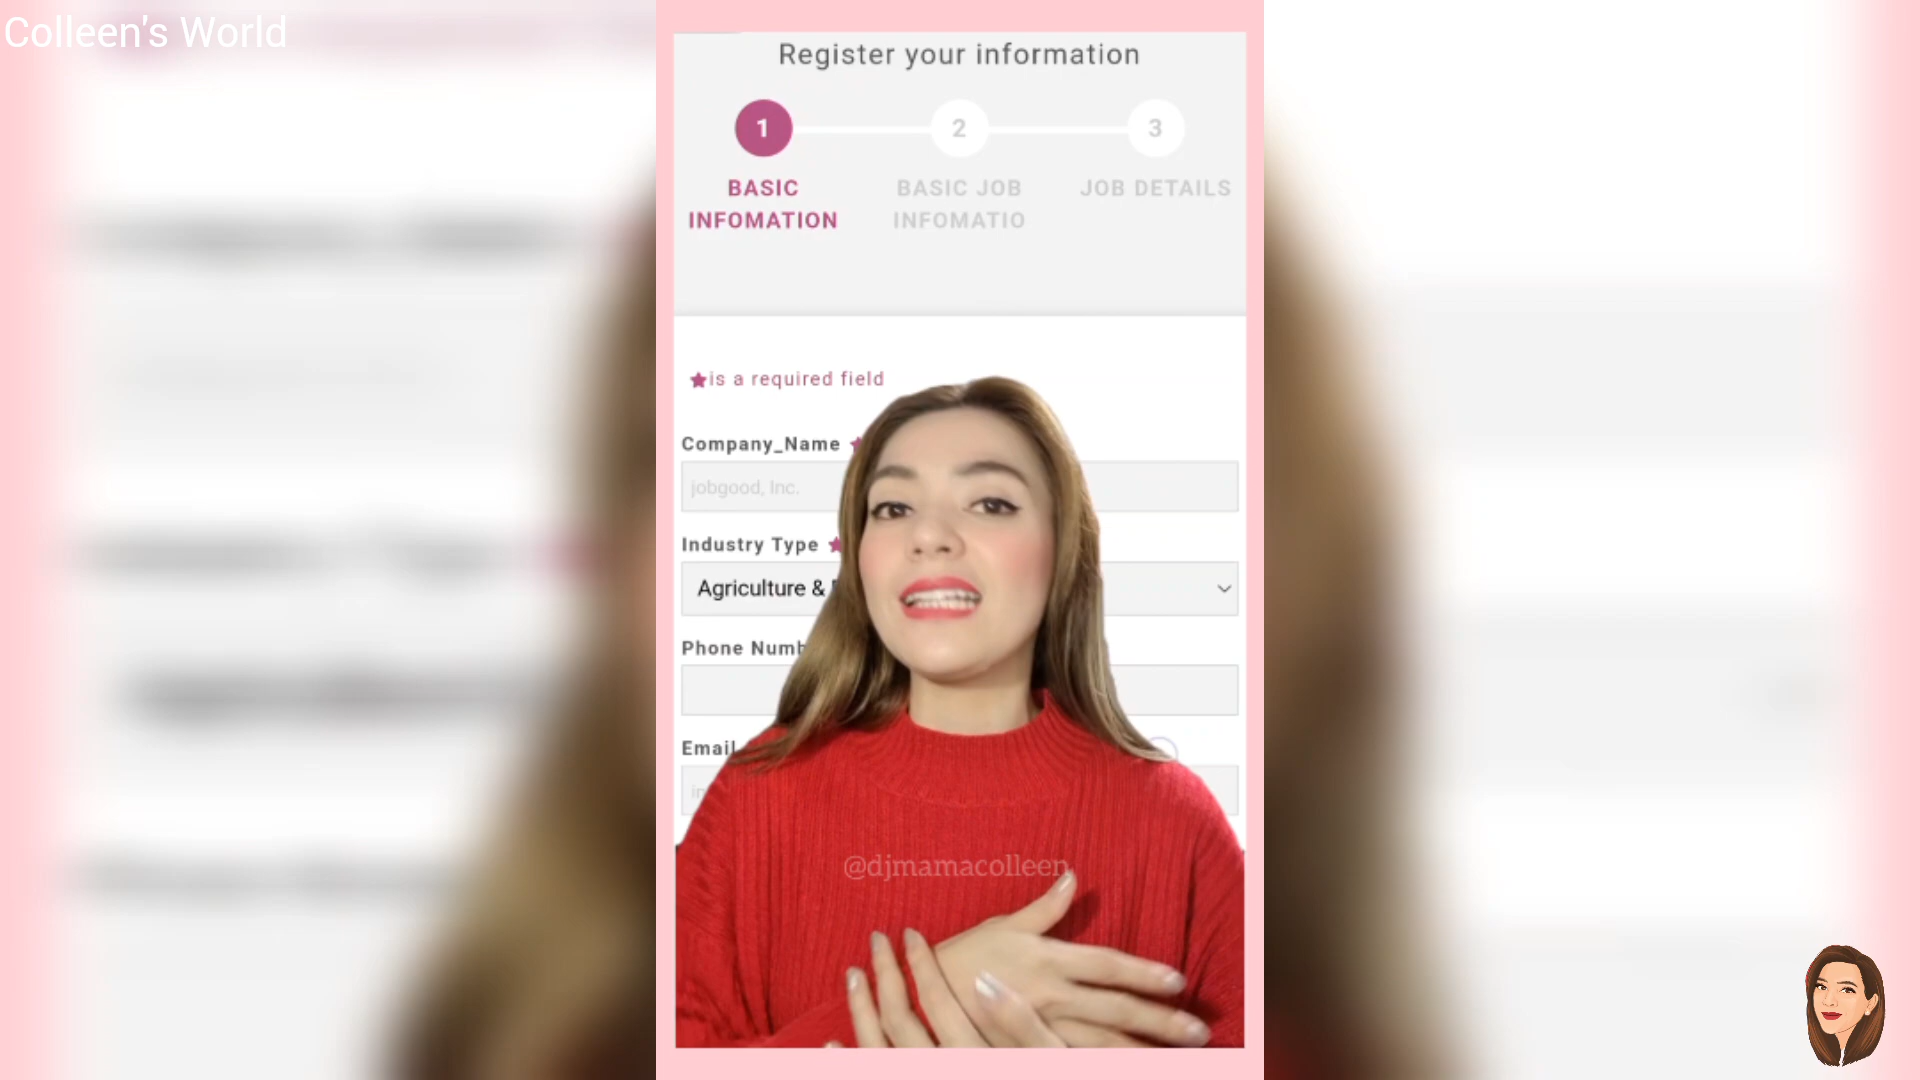 Colleen's World
Register your information
1
2
3
BASIC
INFOMATION
BASIC JOB
INFOMATIO
JOB DETAILS
is a required field
Company_Name
jobgood, Inc.
Industry Type
Agriculture &
Phone
Email
@djmamacolleen